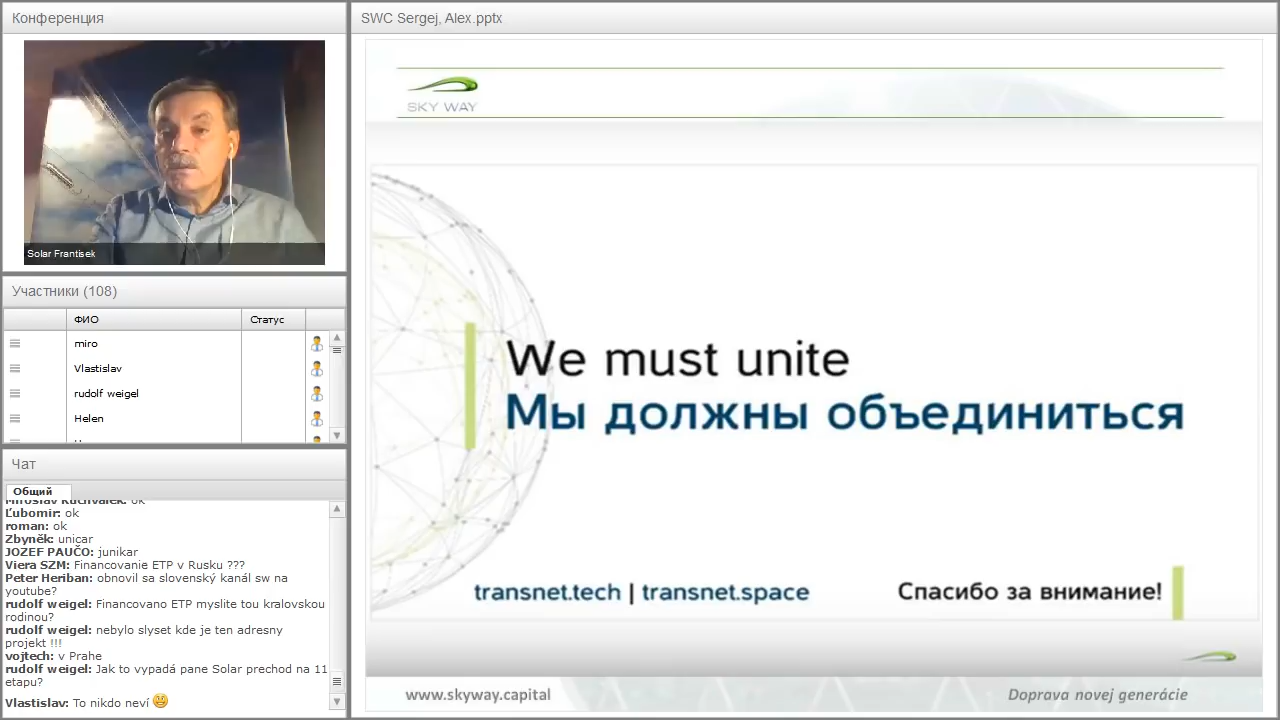 Конференция
Solar Frantisek
Участники (108)
ФИО
Статус
miro
Vlastislav
rudolf weigel
Helen
Чат
Общий
Miroslav Kuchválek: ok
Ľubomir: ok
roman: ok
Zbyněk: unicar
JOZEF PAUČO: junikar
Viera SZM: Financovanie ETP v Rusku ???
Peter Heriban: obnovil sa slovenský kanál sw na
youtube?
rudolf weigel: Financovano ETP myslite tou kralovskou
rodinou?
rudolf weigel: nebylo slyset kde je ten adresny
projekt !!!
vojtech: v Prahe
rudolf weigel: Jak to vypadá pane Solar prechod na 11
etapu?
Vlastislav: To nikdo neví
SWC Sergej, Alex.pptx
SKY WAY
We must unite
Мы должны объединиться
transnet.tech | transnet.space
Спасибо за внимание!
www.skyway.capital
Doprava novej generácie